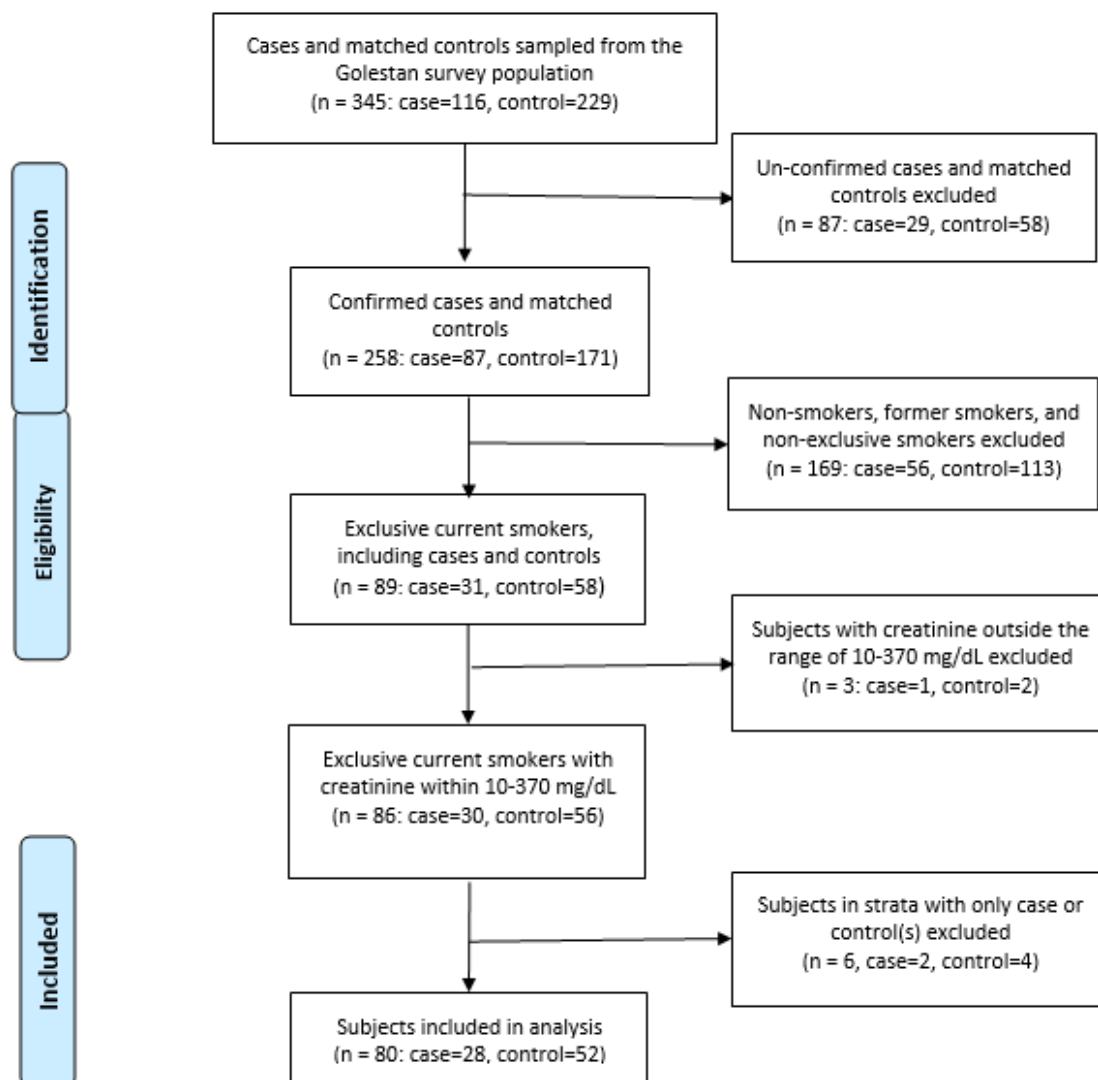 Cases and matched controls sampled from the
Golestan survey population
(n = 345: case=116, control=229)
Un-confirmed cases and matched
controls excluded
(n = 87: case=29, control=58)
Identification
Confirmed cases and matched
controls
(n = 258: case=87, control=171)
Non-smokers, former smokers, and
non-exclusive smokers excluded
(n = 169: case=56, control=113)
Eligibility
Exclusive current smokers,
including cases and controls
(n = 89: case=31, control=58)
Subjects with creatinine outside the
range of 10-370 mg/dL excluded
(n = 3: case=1, control=2)
Exclusive current smokers with
creatinine within 10-370 mg/dL
(n = 86: case=30, control=56)
Included
Subjects in strata with only case or
control(s) excluded
(n = 6, case=2, control=4)
Subjects included in analysis
(n = 80: case=28, control=52)